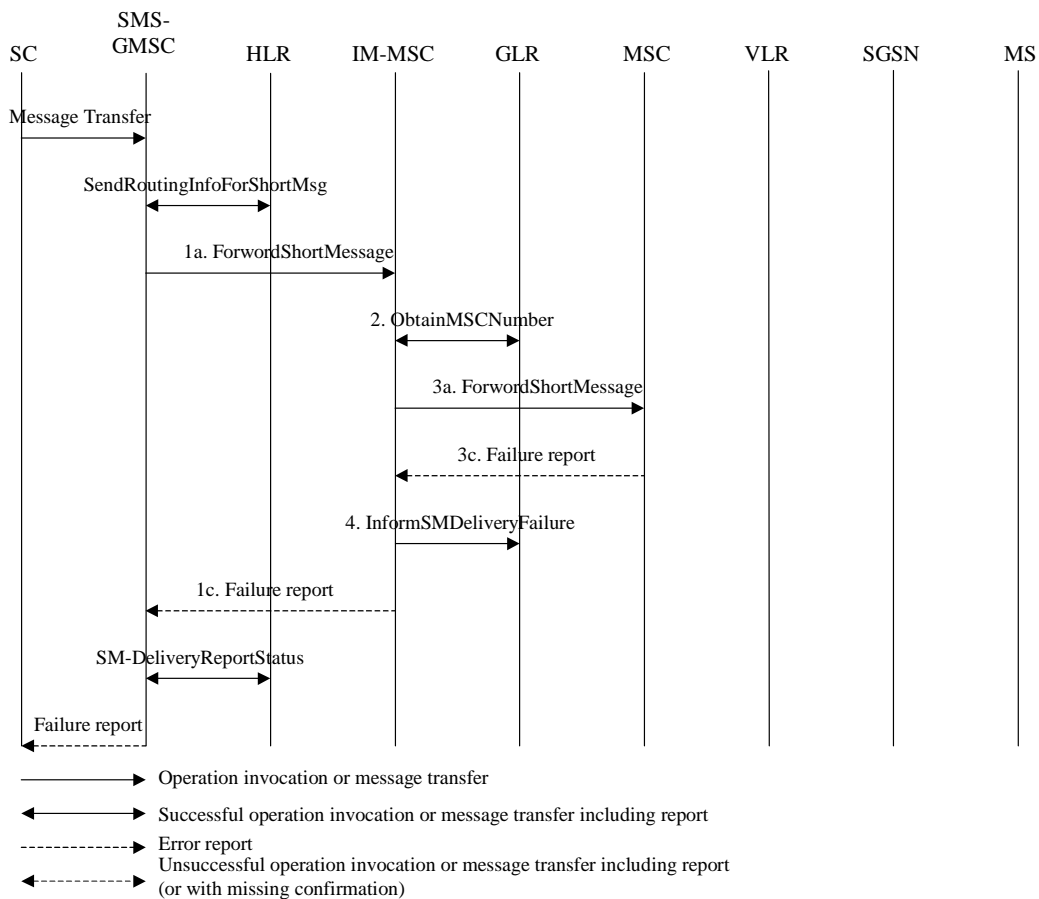 SMS-
GMSC
SC
HLR
IM-MSC
GLR
MSC
VLR
SGSN
MS
Message Transfer
SendRoutingInfoForShortMsg
1a. ForwordShortMessage
2. ObtainMSCNumber
3a. ForwordShortMessage
3c. Failure report
4. InformSMDeliveryFailure
1c. Failure report
SM-DeliveryReportStatus
Failure report
Operation invocation or message transfer
Successful operation invocation or message transfer including report
Error report
Unsuccessful operation invocation or message transfer including report
(or with missing confirmation)